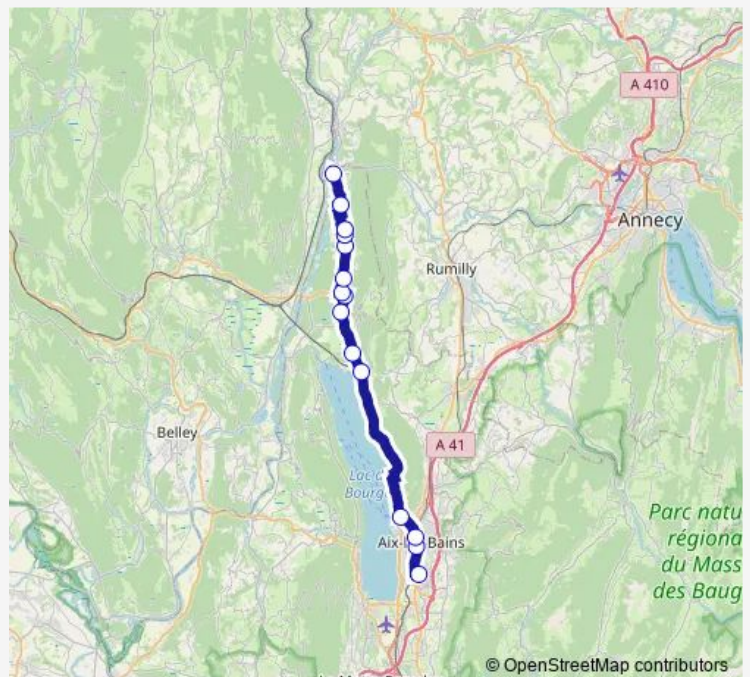 A 410
Annecy
Rumilly
Belley
A 41
Lac d
Bourg
Aix-L
Bains
Parc natu
régiona
du Mass
des Baug
© OpenStreetMap contributors